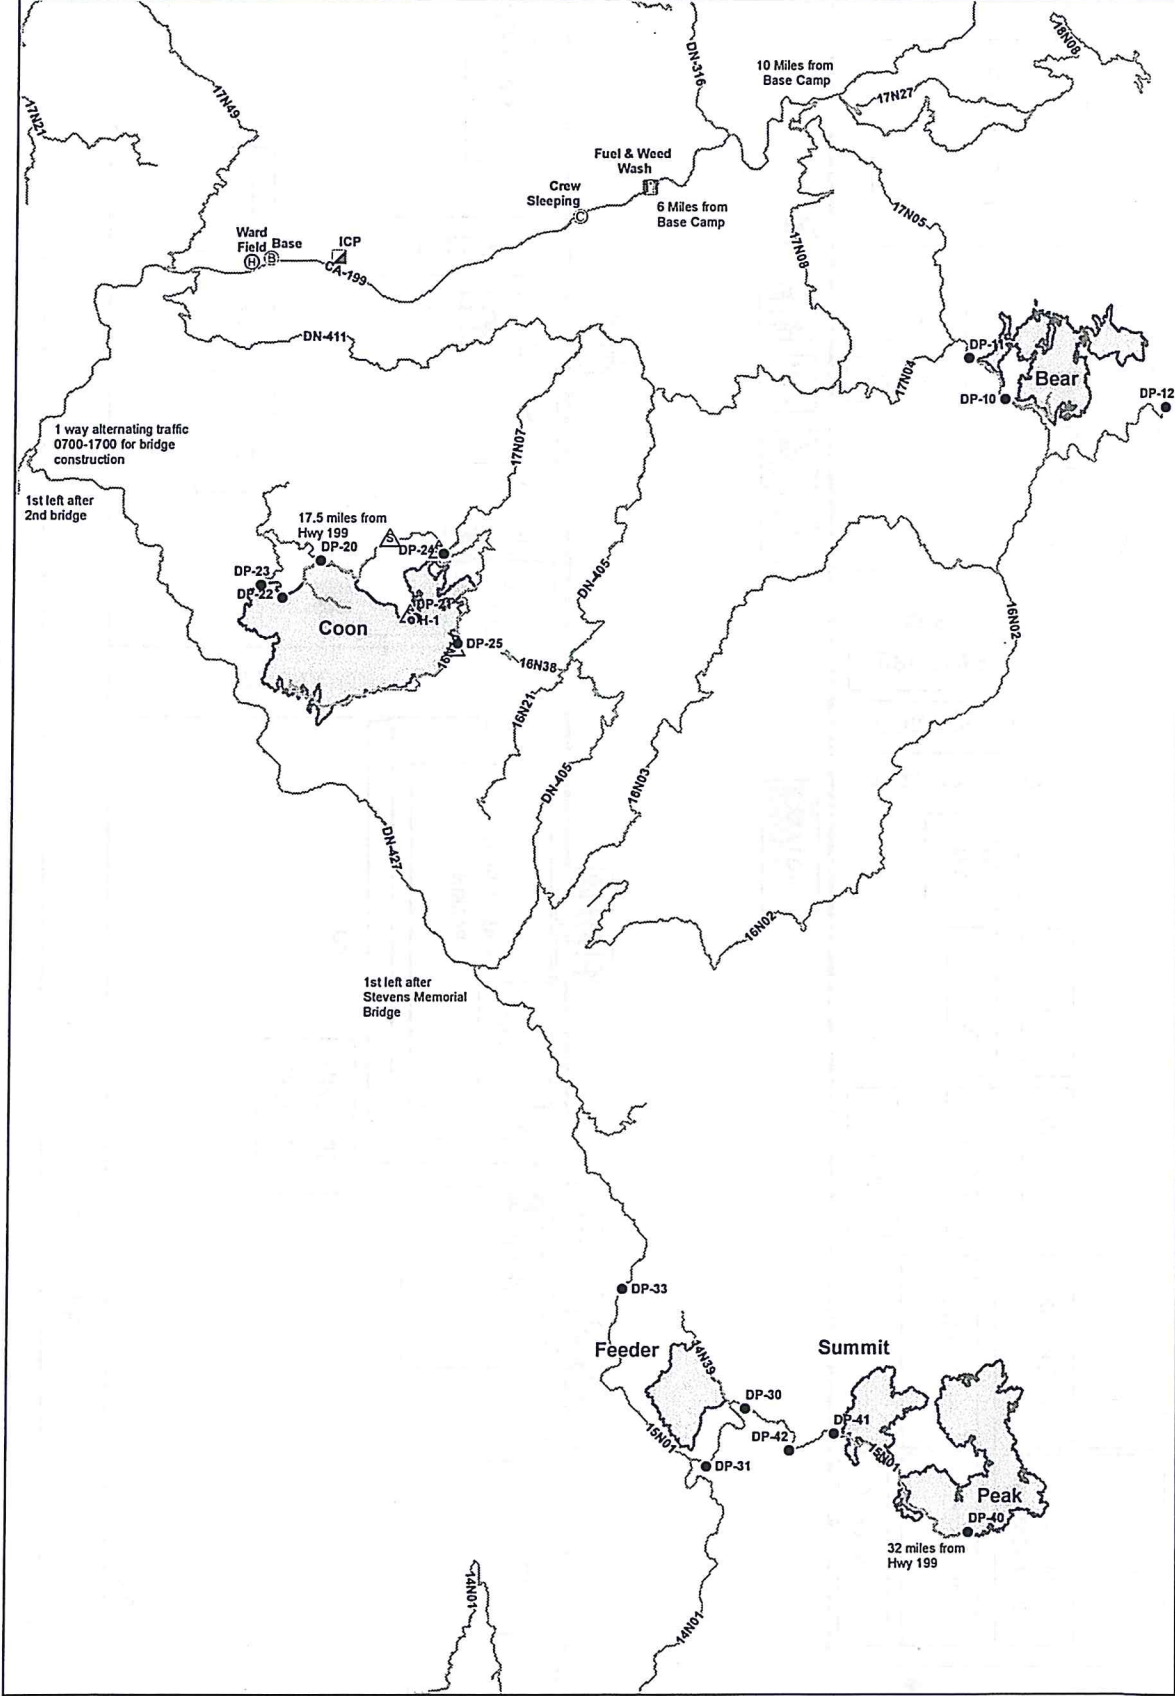 18N08
DN-316
10 Miles from
Base Camp
17N27
17N49
17N21
Fuel & Weed
Wash
Crew
Sleeping
C
6 Miles from
Base Camp
17N05
17N08
Ward
Field
H
Base
B
ICP
CA-199
DN-411
DP-11
Bear
17N04
DP-10
DP-12
1 way alternating traffic
0700-1700 for bridge
construction
17N07
1st left after
2nd bridge
17.5 miles from
Hwy 199
S
DP-20
DP-24
DP-23
DP-22
DP-21
H-1
DN-405
16N02
Coon
DP-25
16N38
16N21
DN-405
16N03
DN-427
16N02
1st left after
Stevens Memorial
Bridge
DP-33
Feeder
Summit
14N39
DP-30
DP-41
DP-42
15N01
15N01
DP-31
Peak
DP-40
32 miles from
Hwy 199
14N01
14N01